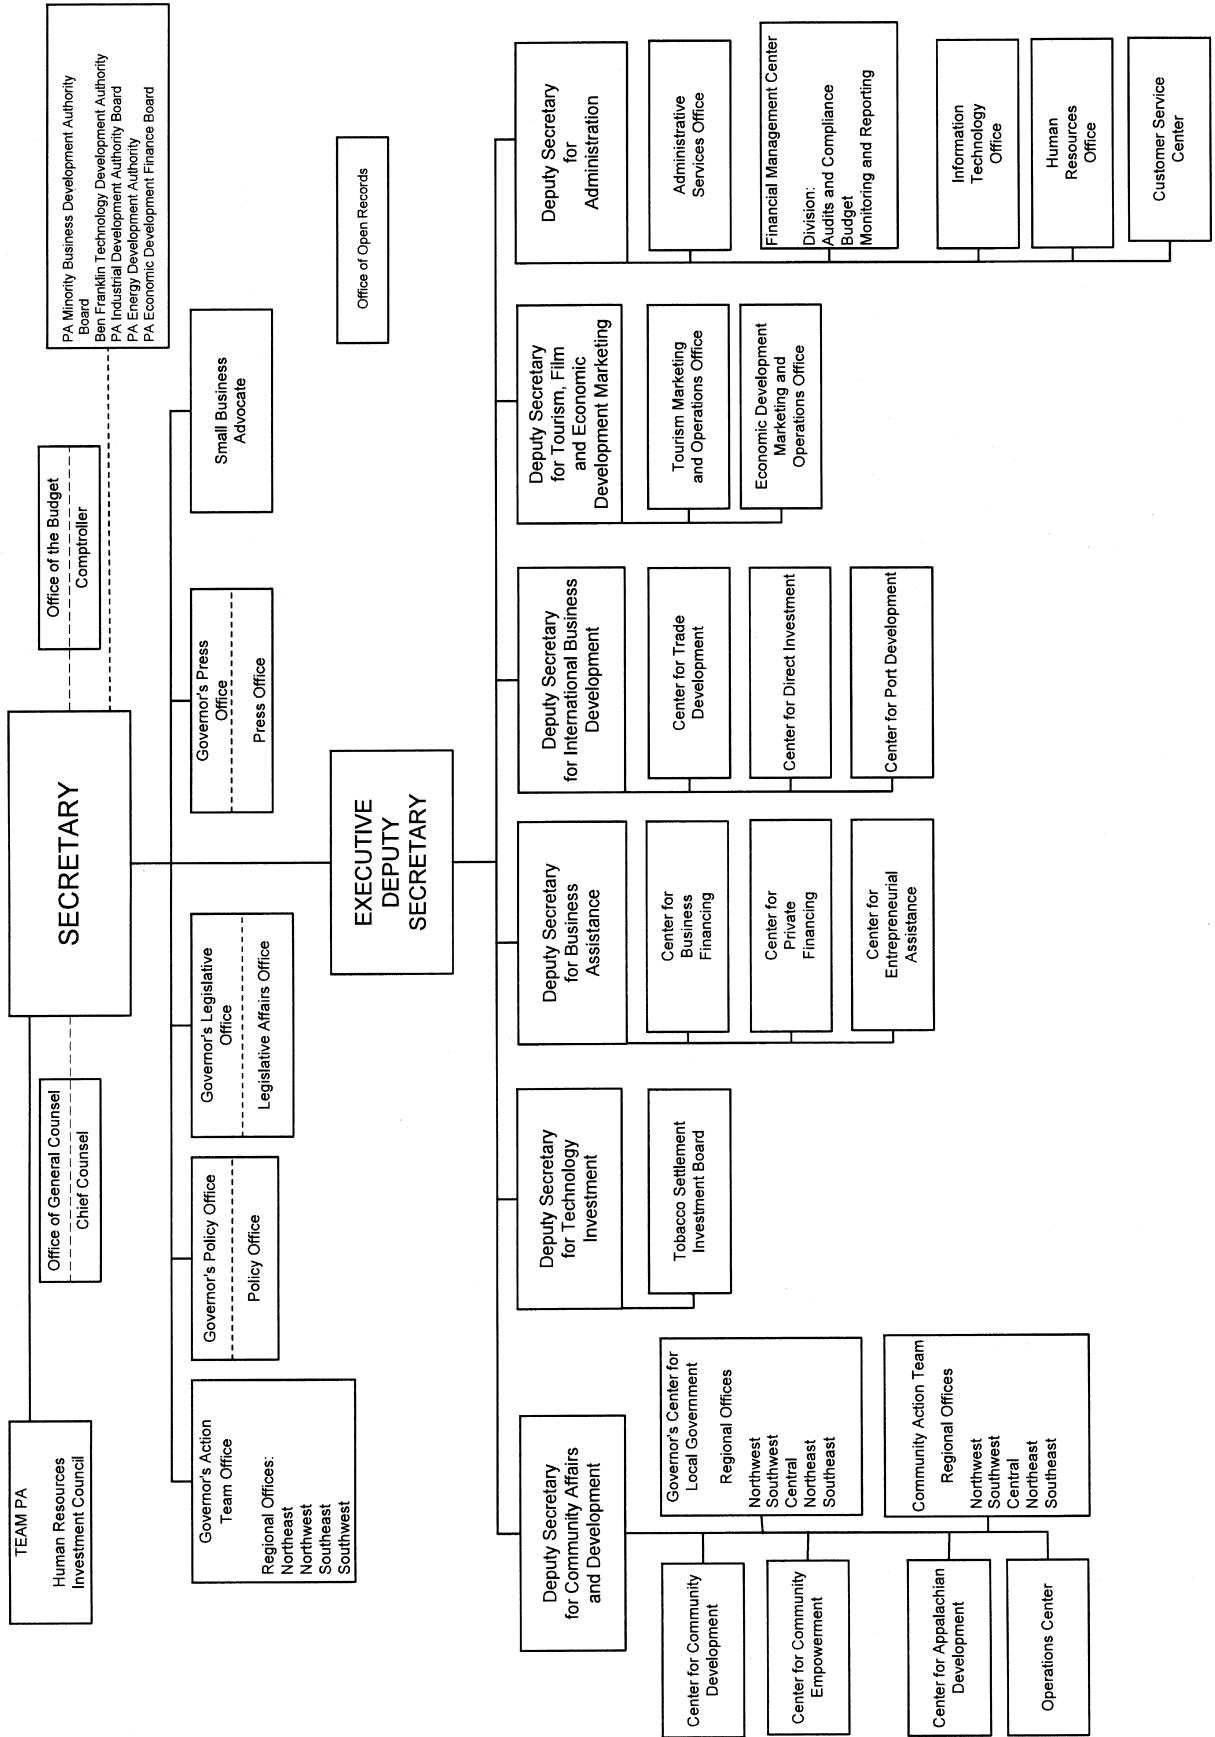 TEAM PA
Human Resources
Investment Council
SECRETARY
Office of General Counsel
Chief Counsel
Office of the Budget
Comptroller
PA Minority Business Development Authority
Board
Ben Franklin Technology Development Authority
PA Industrial Development Authority Board
PA Energy Development Authority
PA Economic Development Finance Board
Governor's Action
Team Office
Regional Offices:
Northeast
Northwest
Southeast
Southwest
Governor's Policy Office
Policy Office
Governor's Legislative
Office
Legislative Affairs Office
Governor's Press
Office
Press Office
Small Business
Advocate
EXECUTIVE
DEPUTY
SECRETARY
Office of Open Records
Deputy Secretary
for Community Affairs
and Development
Center for Community
Development
Center for Community
Empowerment
Center for Appalachian
Development
Operations Center
Governor's Center for
Local Government
Regional Offices
Northwest
Southwest
Central
Northeast
Southeast
Community Action Team
Regional Offices
Northwest
Southwest
Central
Northeast
Southeast
Deputy Secretary
for Technology
Investment
Tobacco Settlement
Investment Board
Deputy Secretary
for Business
Assistance
Center for
Business
Financing
Center for
Private
Financing
Center for
Entrepreneurial
Assistance
Deputy Secretary
for International Business
Development
Center for Trade
Development
Center for Direct Investment
Center for Port Development
Deputy Secretary
for Tourism, Film
and Economic
Development Marketing
Tourism Marketing
and Operations Office
Economic Development
Marketing and
Operations Office
Deputy Secretary
for
Administration
Administrative
Services Office
Financial Management Center
Division:
Audits and Compliance
Budget
Monitoring and Reporting
Information
Technology
Office
Human
Resources
Office
Customer Service
Center